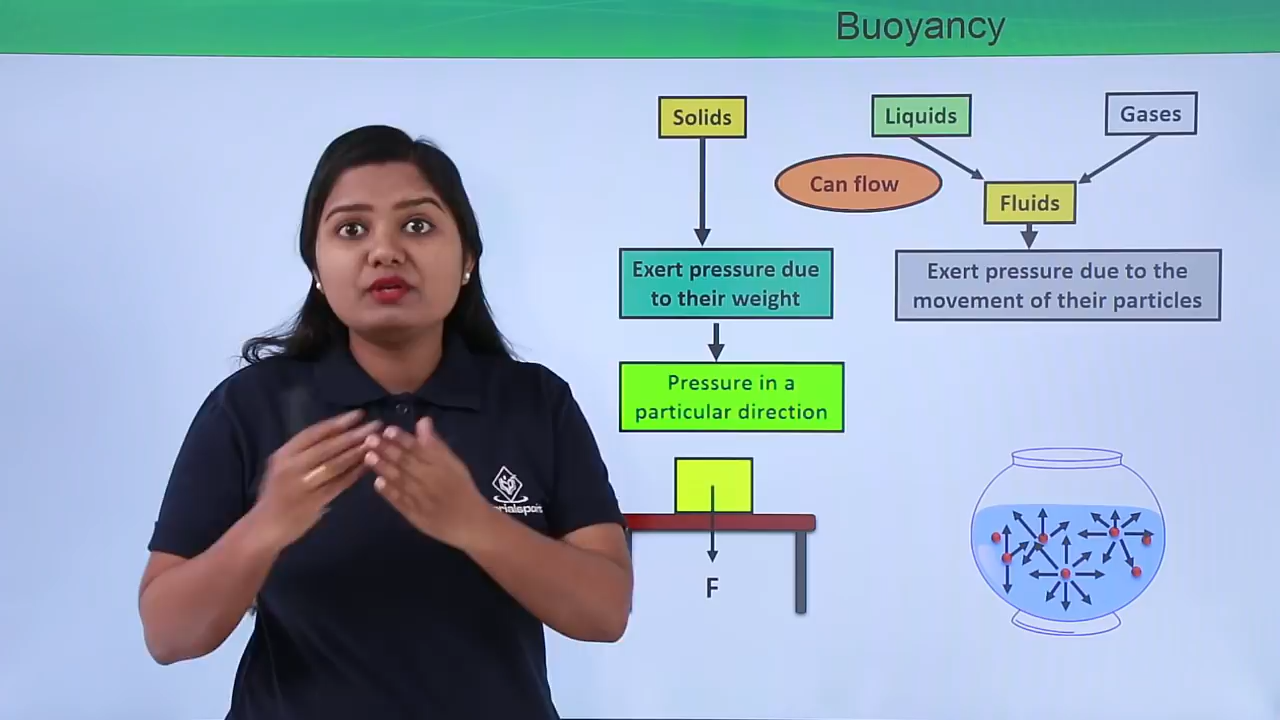 Buoyancy
Solids
Liquids
Gases
Can flow
Fluids
Exert pressure due
to their weight
Exert pressure due to the
movement of their particles
Pressure in a
particular direction
F